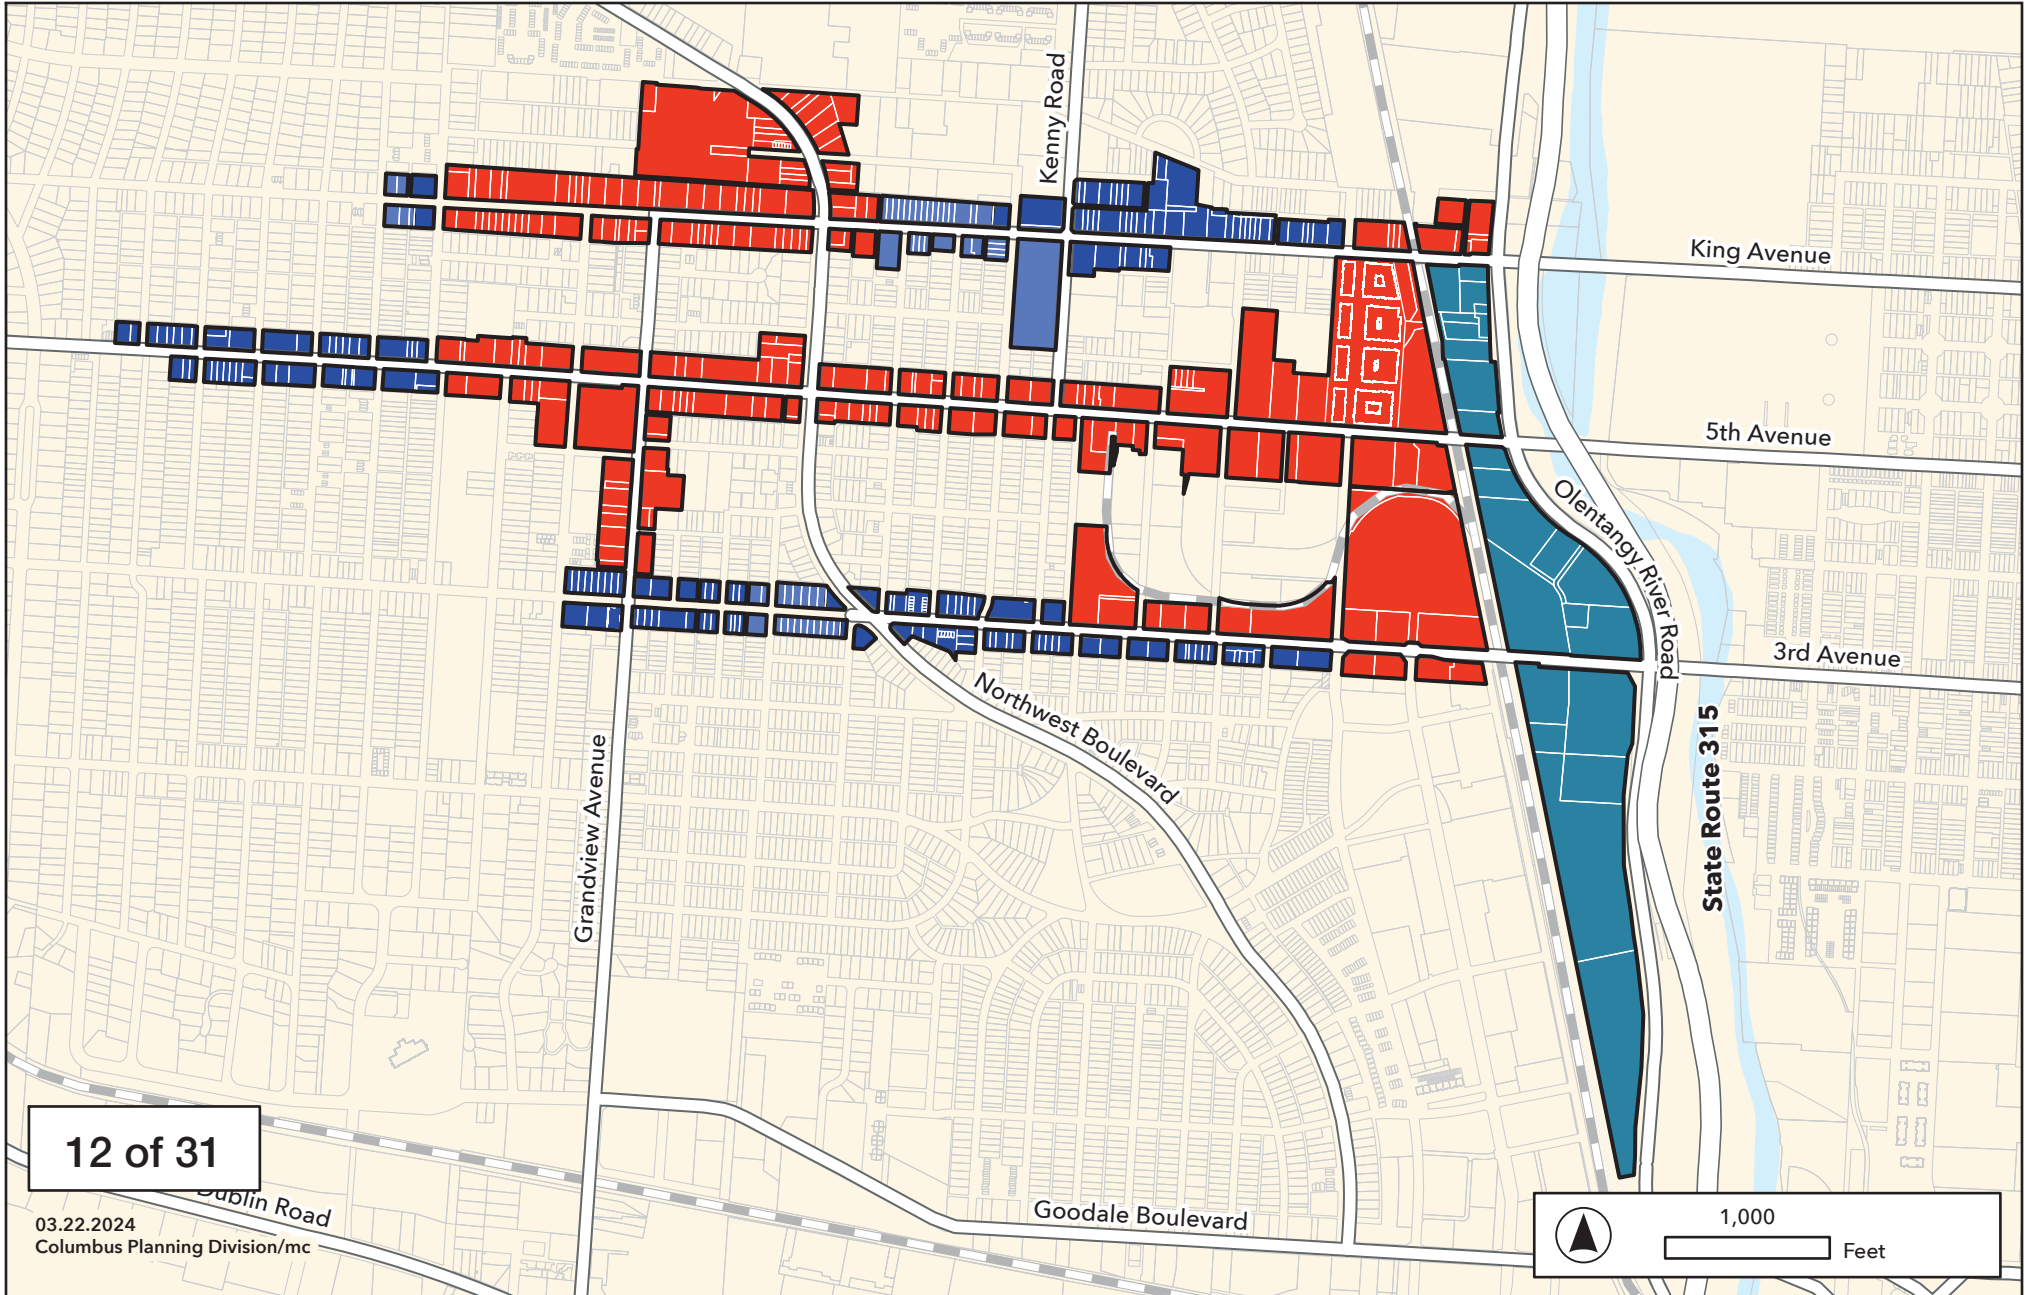 Kenny Road
King Avenue
5th Avenue
Olentangy River Road
3rd Avenue
Northwest Boulevard
State Route 315
Grandview Avenue
12 of 31
Dublin Road
Goodale Boulevard
03.22.2024
Columbus Planning Division/mc
1,000
Feet